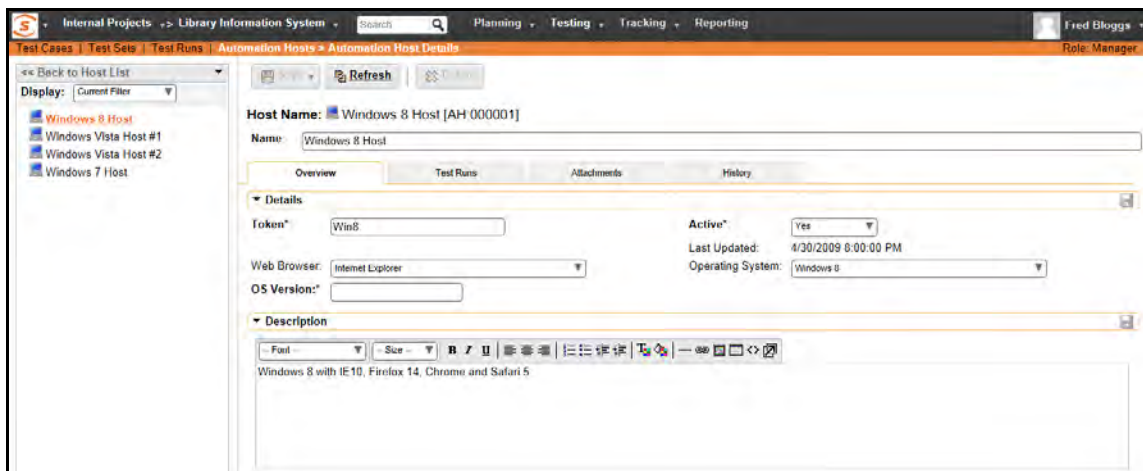 Internal Projects -> Library Information System Search Planning Testing Tracking Reporting Fred Bloggs
Test Cases | Test Sets | Test Runs | Automation Hosts » Automation Host Details Role: Manager
<< Back to Host List
Display: Current Filter
Windows 8 Host
Windows Vista Host #1
Windows Vista Host #2
Windows 7 Host
Save Refresh Delete
Host Name: Windows 8 Host [AH:000001]
Name Windows 8 Host
Overview Test Runs Attachments History
Details
Token* Win8 Active* Yes
Last Updated: 4/30/2009 8:00:00 PM
Web Browser: Internet Explorer Operating System: Windows 8
OS Version:*
Description
-- Font -- -- Size -- B I U
Windows 8 with IE10, Firefox 14, Chrome and Safari 5